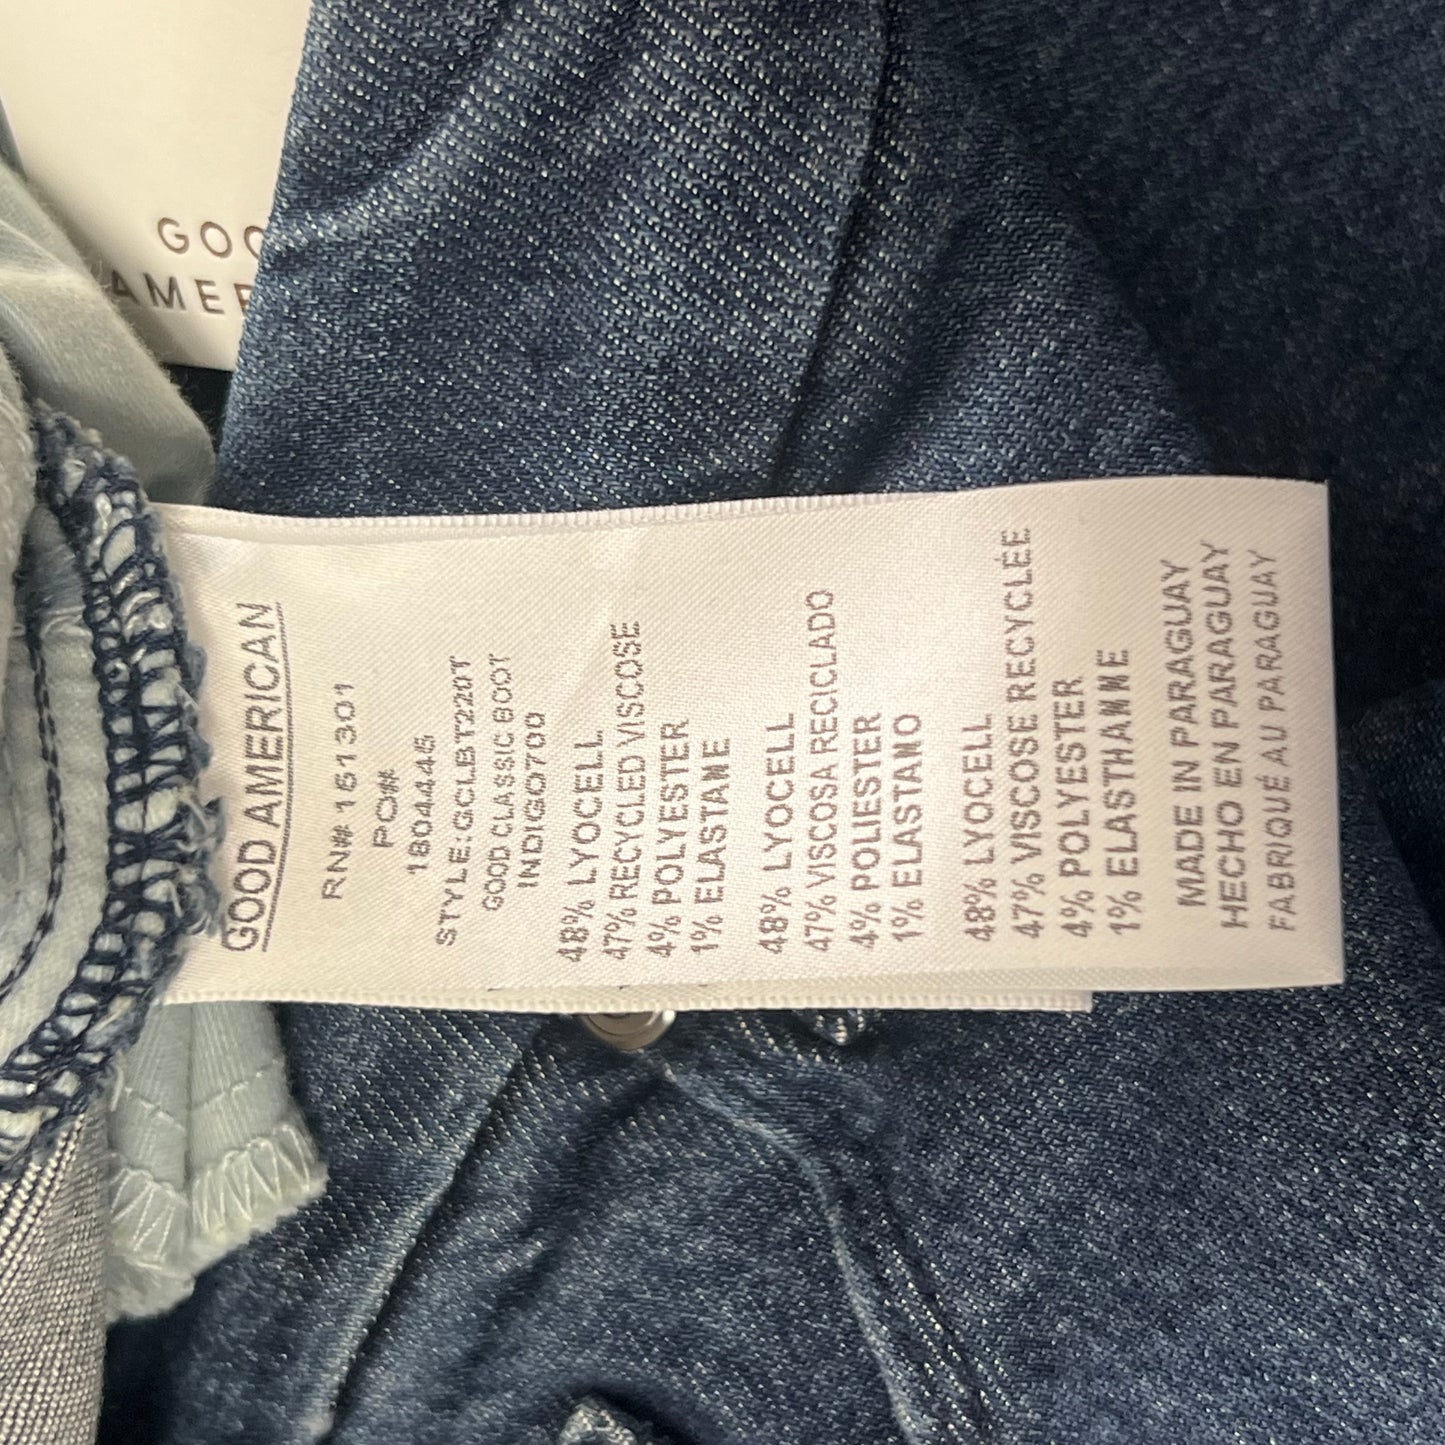 GOO
AMER
GOOD AMERICAN
RN# 151301
PO#
1804445
STYLE:GCLBT220T
GOOD CLASSIC BOOT
INDIGO700
48% LYOCELL
47% RECYCLED VISCOSE
4% POLYESTER
1% ELASTANE
48% LYOCELL
47% VISCOSA RECICLADO
4% POLIESTER
1% ELASTANO
48% LYOCELL
47% VISCOSE RECYCLÉE
4% POLYESTER
1% ELASTHANNE
MADE IN PARAGUAY
HECHO EN PARAGUAY
FABRIQUÉ AU PARAGUAY